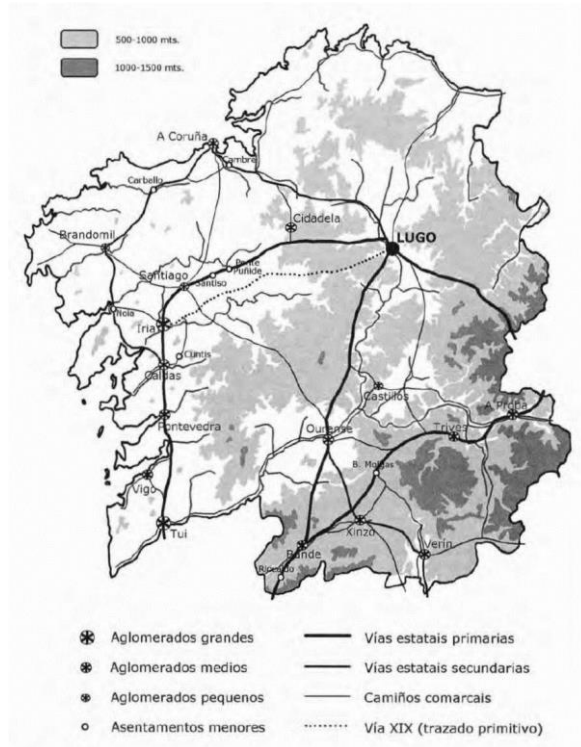 500-1000 mts.
1000-1500 mts.
A Coruña
Cambre
Carballo
Cidadela
Brandomil
LUGO
Santiago
Ponte
Puñide
Santiso
Noia
Iria
Cuntis
Caldas
Castillós
A Proba
Pontevedra
Ourense
Trives
B. Molgas
Vigo
Tui
Xinzo
Bande
Verín
Riocaldo
Aglomerados grandes
Vías estatais primarias
Aglomerados medios
Vías estatais secundarias
Aglomerados pequenos
Camiños comarcais
Asentamentos menores
Vía XIX (trazado primitivo)